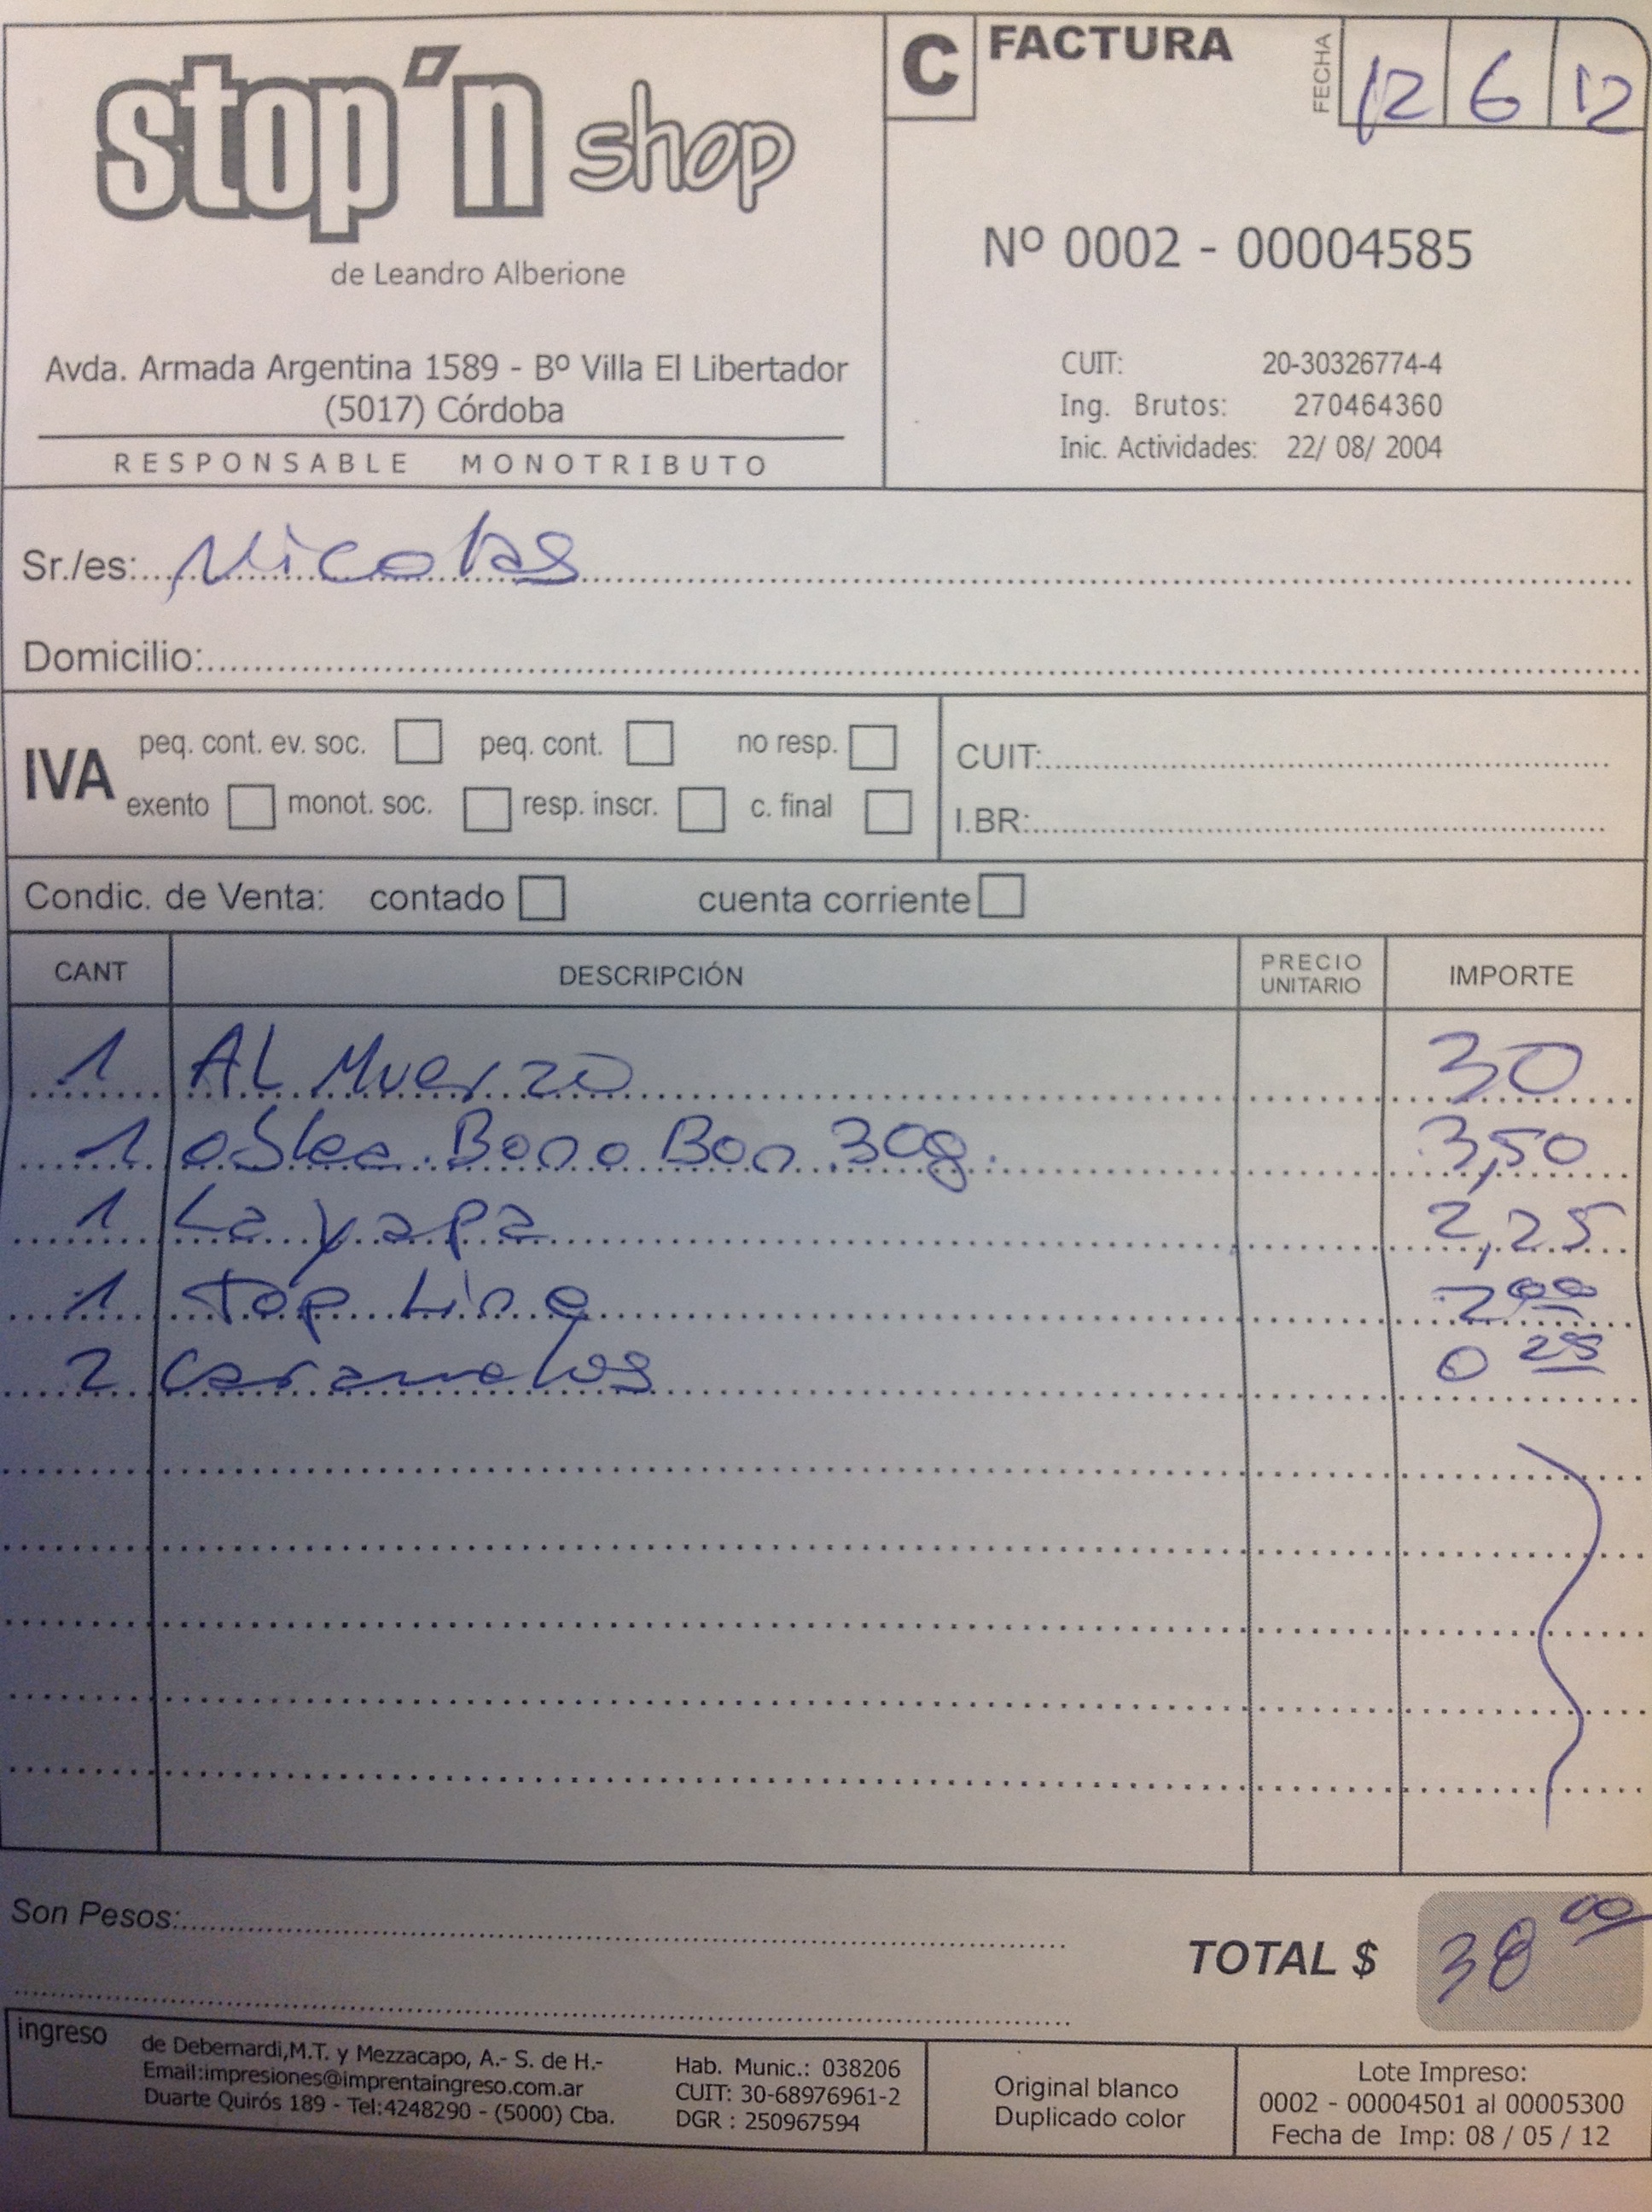 stop'n shop
de Leandro Alberione
Avda. Armada Argentina 1589 - Bº Villa El Libertador
(5017) Córdoba
RESPONSABLE MONOTRIBUTO
C FACTURA
FECHA 12 6 12
Nº 0002 - 00004585
CUIT: 20-30326774-4
Ing. Brutos: 270464360
Inic. Actividades: 22/ 08/ 2004
Sr./es: Nicolas
Domicilio:
IVA
peq. cont. ev. soc. peq. cont. no resp.
exento monot. soc. resp. inscr. c. final
CUIT:
I.BR:
Condic. de Venta: contado cuenta corriente
CANT DESCRIPCIÓN PRECIO UNITARIO IMPORTE
1 AL Muerzo 30
1 oblea Bono Bon 30g. 3,50
1 La yapa 2,25
1 Top Line 2 00
2 caramelos 0 25
Son Pesos:
TOTAL $ 38 00
ingreso
de Debernardi,M.T. y Mezzacapo, A.- S. de H.-
Email:impresiones@imprentaingreso.com.ar
Duarte Quirós 189 - Tel:4248290 - (5000) Cba.
Hab. Munic.: 038206
CUIT: 30-68976961-2
DGR : 250967594
Original blanco
Duplicado color
Lote Impreso:
0002 - 00004501 al 00005300
Fecha de Imp: 08 / 05 / 12